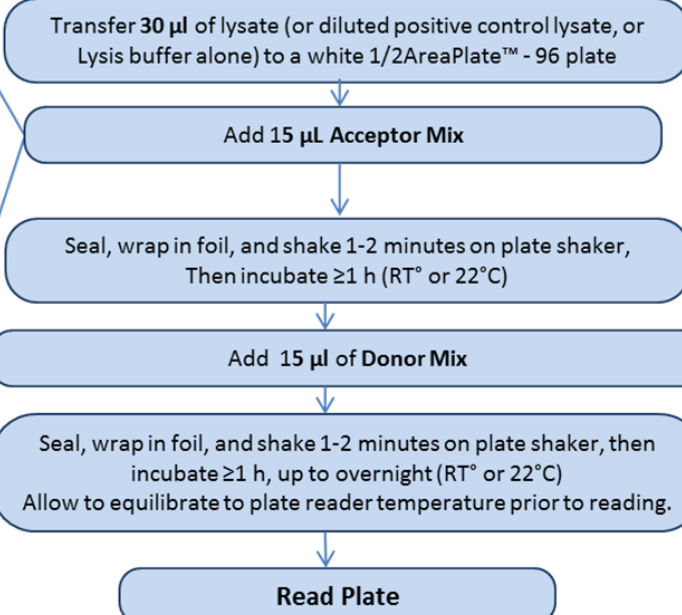 Transfer 30 µl of lysate (or diluted positive control lysate, or
Lysis buffer alone) to a white 1/2AreaPlate™ - 96 plate
Add 15 µL Acceptor Mix
Seal, wrap in foil, and shake 1-2 minutes on plate shaker,
Then incubate ≥1 h (RT° or 22°C)
Add 15 µl of Donor Mix
Seal, wrap in foil, and shake 1-2 minutes on plate shaker, then
incubate ≥1 h, up to overnight (RT° or 22°C)
Allow to equilibrate to plate reader temperature prior to reading.
Read Plate